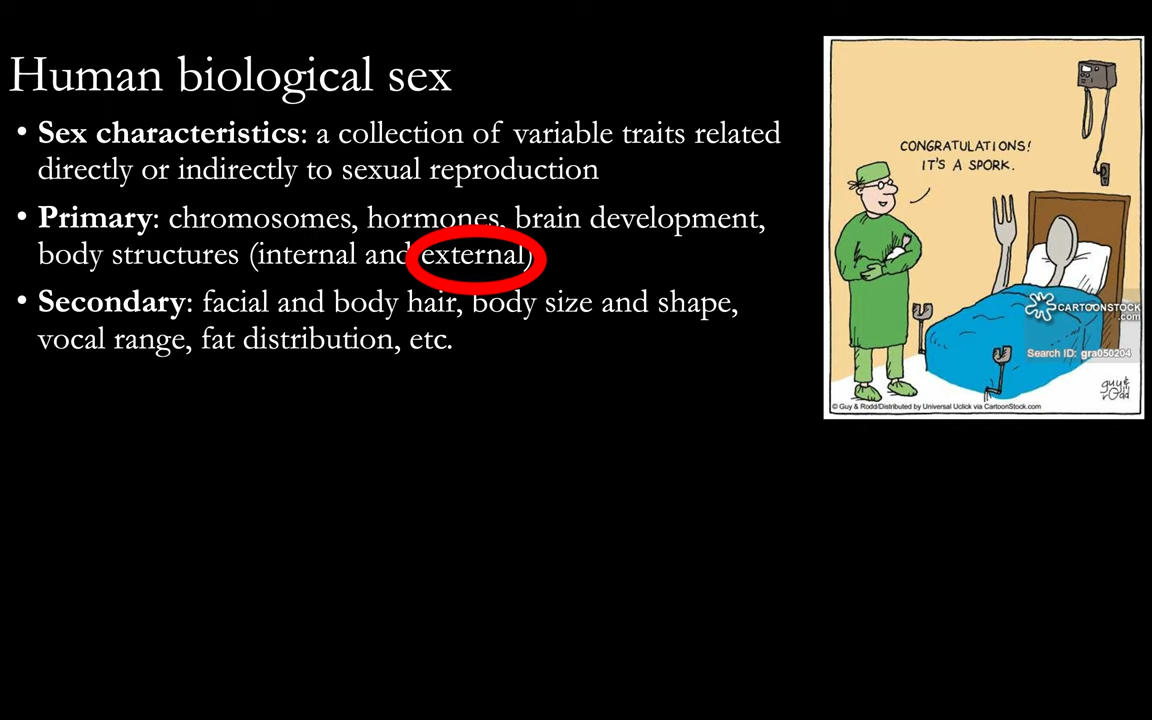 Human biological sex
• Sex characteristics: a collection of variable traits related
directly or indirectly to sexual reproduction
• Primary: chromosomes, hormones, brain development,
body structures (internal and external)
• Secondary: facial and body hair, body size and shape,
vocal range, fat distribution, etc.
CONGRATULATIONS!
IT'S A SPORK.
CARTOONSTOCK
.com
Search ID: gra050204
guy&
rodd
© Guy & Rodd/Distributed by Universal Uclick via CartoonStock.com